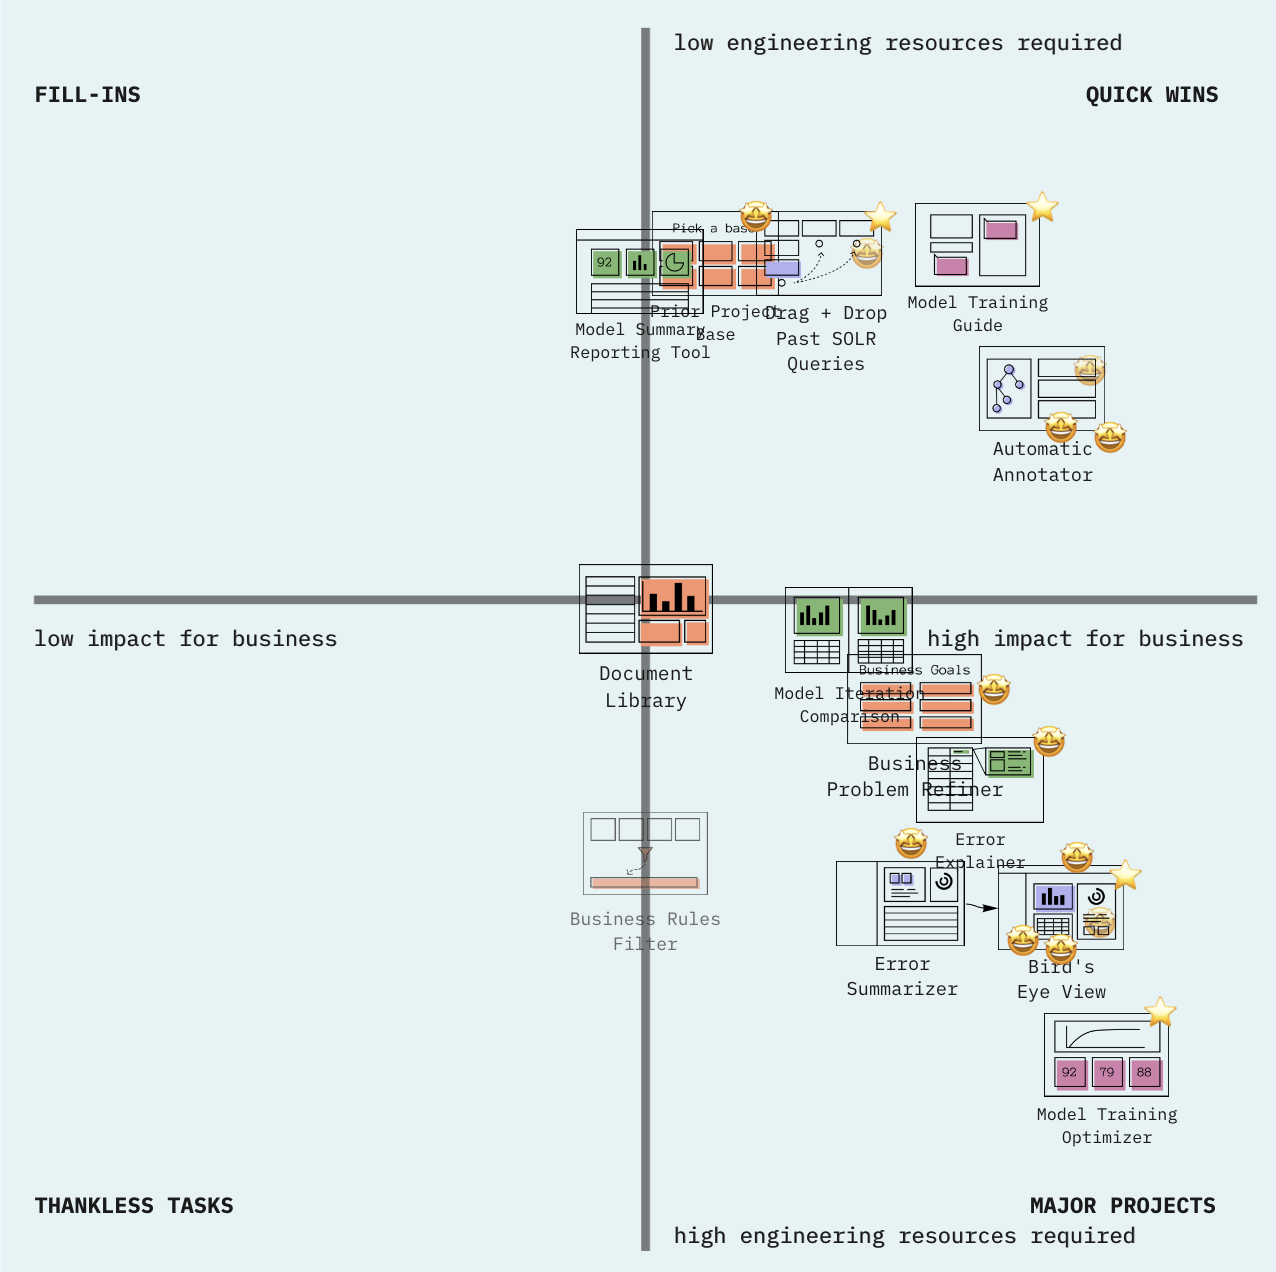 low engineering resources required
FILL-INS
QUICK WINS
Pick a base
92
Model Summary
Reporting Tool
Prior Project
Base
Drag + Drop
Past SOLR
Queries
Model Training
Guide
Automatic
Annotator
low impact for business
high impact for business
Document
Library
Model Iteration
Comparison
Business Goals
Business
Problem Refiner
Error
Explainer
Business Rules
Filter
Error
Summarizer
Bird's
Eye View
92
79
88
Model Training
Optimizer
THANKLESS TASKS
MAJOR PROJECTS
high engineering resources required